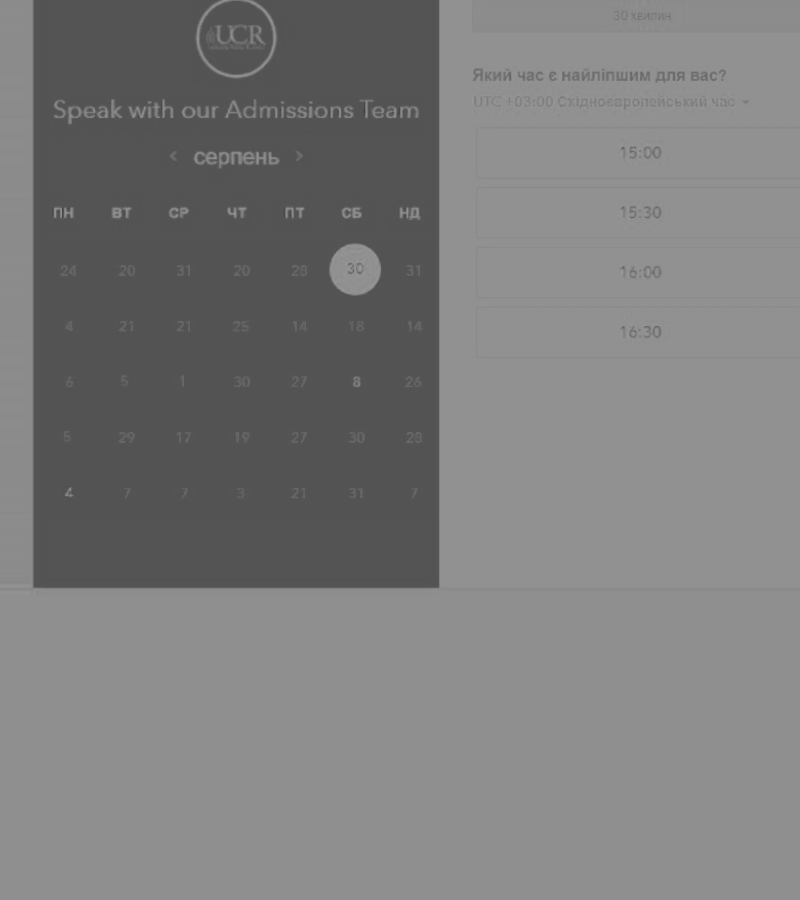 UCR
Speak with our Admissions Team
‹ серпень ›
ПН ВТ СР ЧТ ПТ СБ НД
24 20 31 20 28 30 31
4 21 21 25 14 18 14
6 5 1 30 27 8 26
5 29 17 19 27 30 28
4 7 7 3 21 31 7
30 хвилин
Який час є найліпшим для вас?
UTC +03:00 Східноєвропейський час
15:00
15:30
16:00
16:30